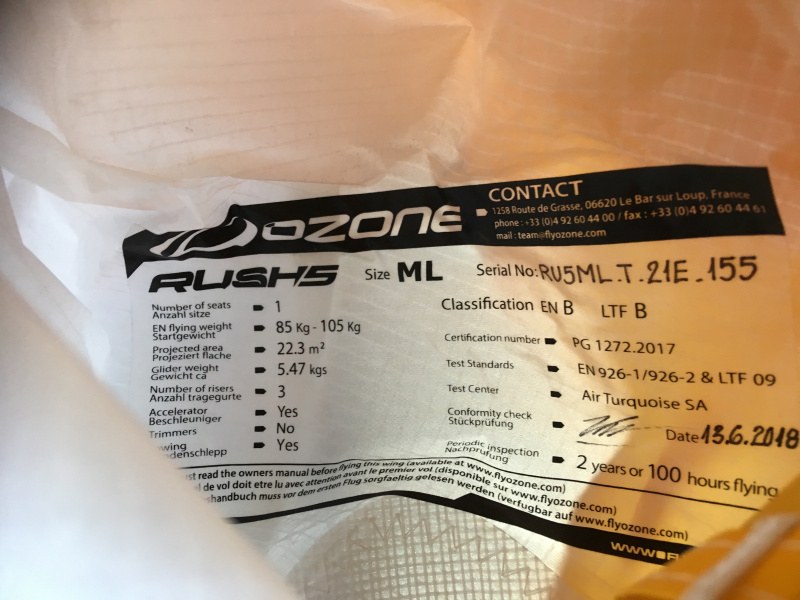 OZONE
CONTACT
1258 Route de Grasse, 06620 Le Bar sur Loup, France
phone : +33 (0)4 92 60 44 00 / fax : +33 (0)4 92 60 44 61
mail : team@flyozone.com
RUSH5 Size ML Serial No: RU5ML.T.21E.155
Number of seats
Anzahl sitze
1
EN flying weight
Startgewicht
85 Kg - 105 Kg
Projected area
Projeziert flache
22.3 m²
Glider weight
Gewicht ca
5.47 kgs
Number of risers
Anzahl tragegurte
3
Accelerator
Beschleuniger
Yes
Trimmers
No
wing
denschlepp
Yes
Classification EN B LTF B
Certification number PG 1272.2017
Test Standards EN 926-1/926-2 & LTF 09
Test Center Air Turquoise SA
Conformity check
Stückprüfung
Date 13.6.2018
Periodic inspection
Nachprüfung
2 years or 100 hours flying
st read the owners manual before flying this wing (available at www.flyozone.com)
l de vol doit etre lu avec attention avant le premier vol (disponible sur www.flyozone.com)
handbuch muss vor dem ersten Flug sorgfaeltig gelesen werden (verfugbar auf www.flyozone.com)
www.F